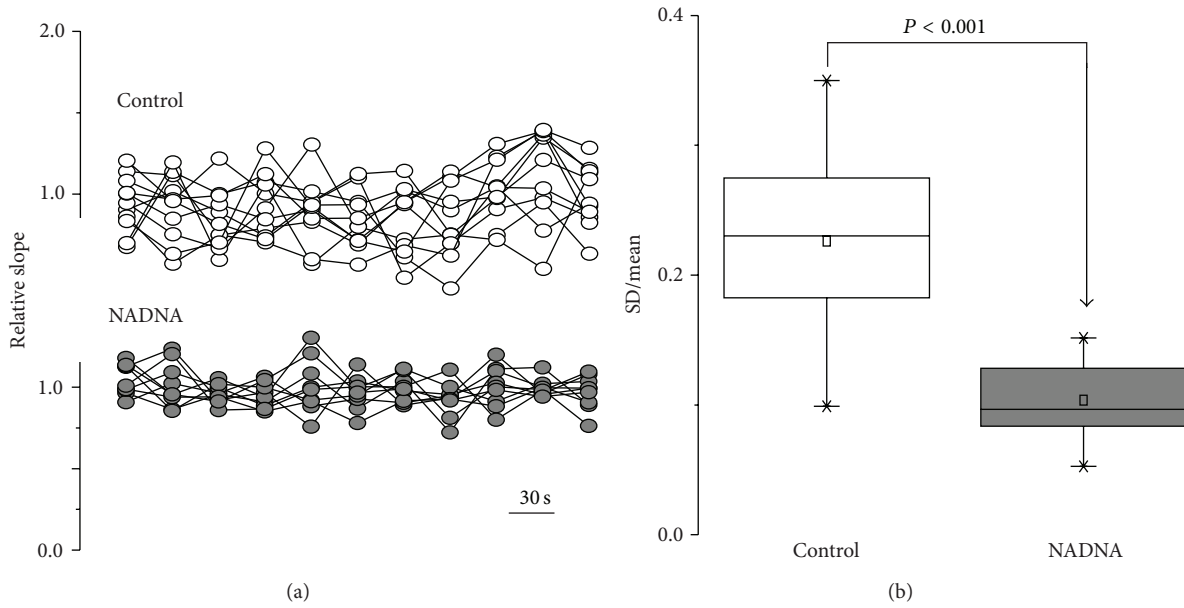 2.0
Control
1.0
Relative slope
NADNA
1.0
30 s
0.0
(a)
0.4
P < 0.001
0.2
SD/mean
0.0
Control
NADNA
(b)